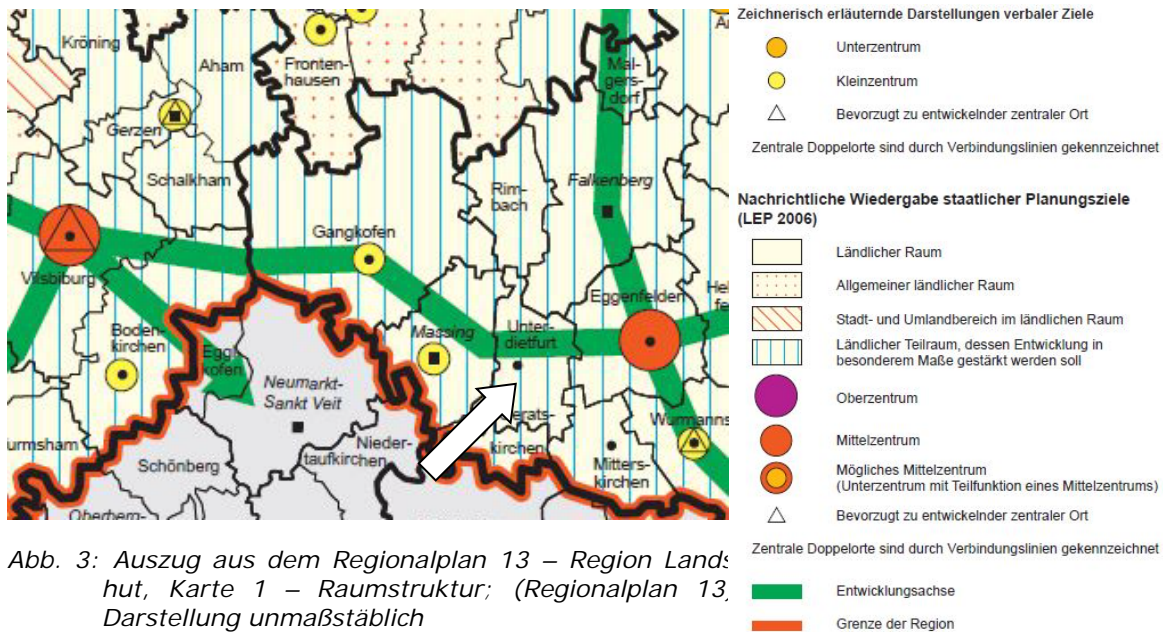 Kröning
Aham
Fronten-
hausen
Mal-
gers-
dorf
Gerzen
Schalkham
Rim-
bach
Falkenberg
Gangkofen
Vilsbiburg
Eggenfelden
Boden-
kirchen
Massing
Unter-
dietfurt
Eggl-
kofen
Neumarkt-
Sankt Veit
Wurmanns
erats-
kirchen
urmsham
Schönberg
Nieder-
taufkirchen
Mitters-
kirchen
Oberberg-
Abb. 3: Auszug aus dem Regionalplan 13 – Region Lands
hut, Karte 1 – Raumstruktur; (Regionalplan 13)
Darstellung unmaßstäblich
Zeichnerisch erläuternde Darstellungen verbaler Ziele
Unterzentrum
Kleinzentrum
Bevorzugt zu entwickelnder zentraler Ort
Zentrale Doppelorte sind durch Verbindungslinien gekennzeichnet
Nachrichtliche Wiedergabe staatlicher Planungsziele
(LEP 2006)
Ländlicher Raum
Allgemeiner ländlicher Raum
Stadt- und Umlandbereich im ländlichen Raum
Ländlicher Teilraum, dessen Entwicklung in
besonderem Maße gestärkt werden soll
Oberzentrum
Mittelzentrum
Mögliches Mittelzentrum
(Unterzentrum mit Teilfunktion eines Mittelzentrums)
Bevorzugt zu entwickelnder zentraler Ort
Zentrale Doppelorte sind durch Verbindungslinien gekennzeichnet
Entwicklungsachse
Grenze der Region